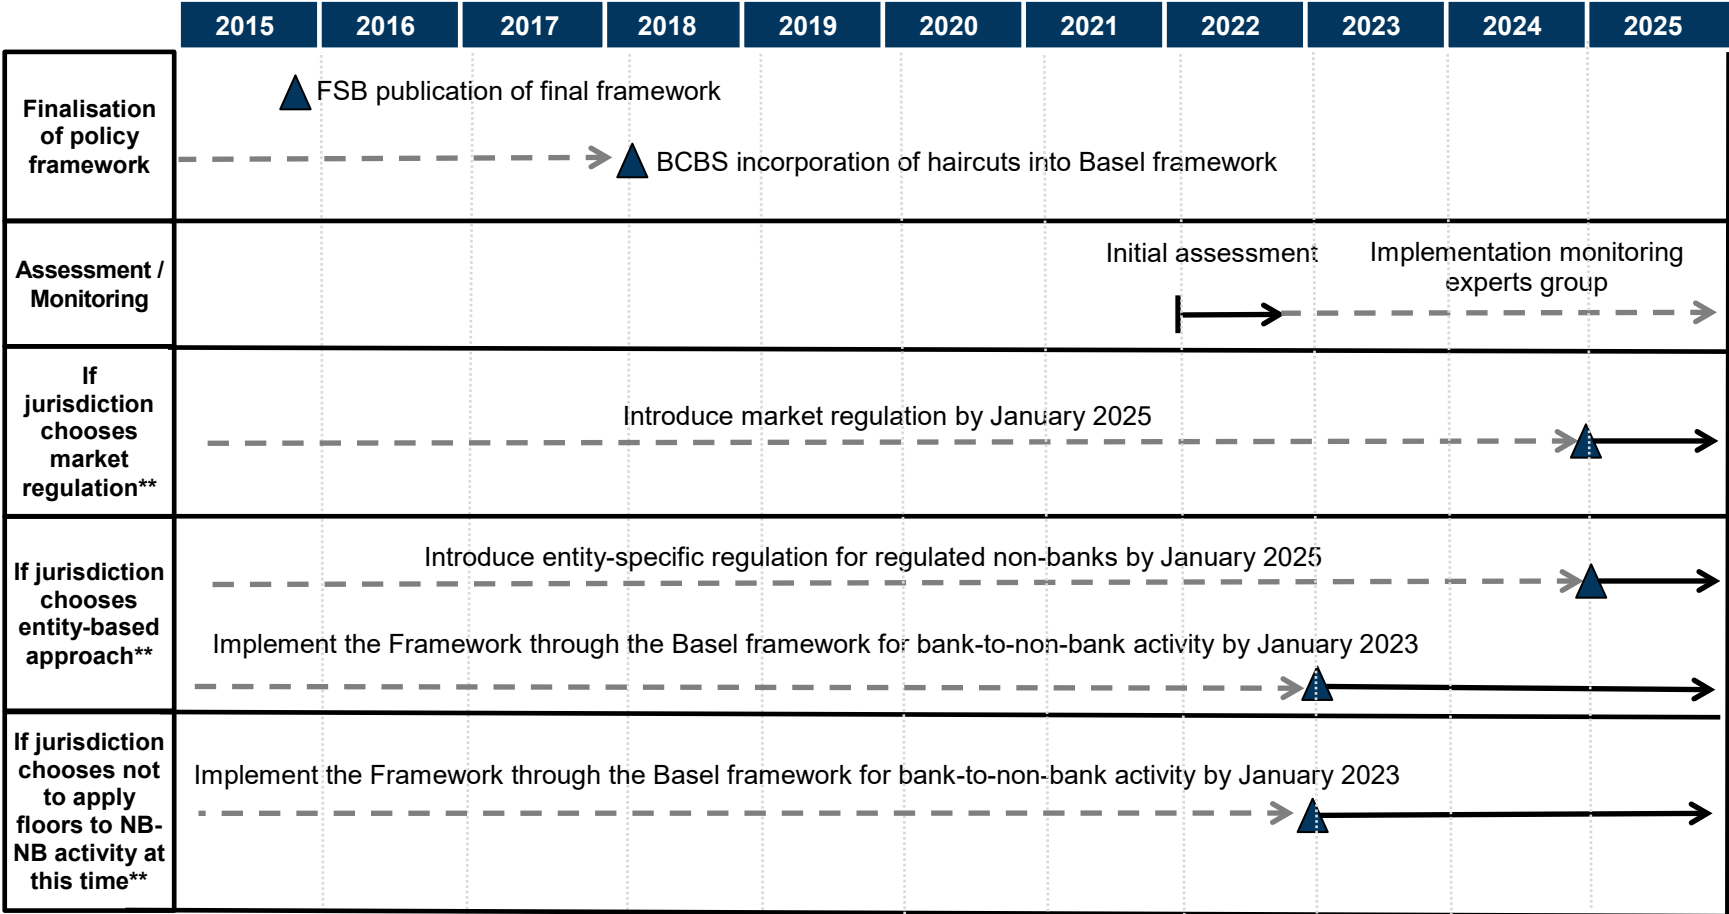 2015 2016 2017 2018 2019 2020 2021 2022 2023 2024 2025
Finalisation
of policy
framework
FSB publication of final framework
BCBS incorporation of haircuts into Basel framework
Assessment /
Monitoring
Initial assessment
Implementation monitoring
experts group
If
jurisdiction
chooses
market
regulation**
Introduce market regulation by January 2025
If jurisdiction
chooses
entity-based
approach**
Introduce entity-specific regulation for regulated non-banks by January 2025
Implement the Framework through the Basel framework for bank-to-non-bank activity by January 2023
If jurisdiction
chooses not
to apply
floors to NB-
NB activity at
this time**
Implement the Framework through the Basel framework for bank-to-non-bank activity by January 2023